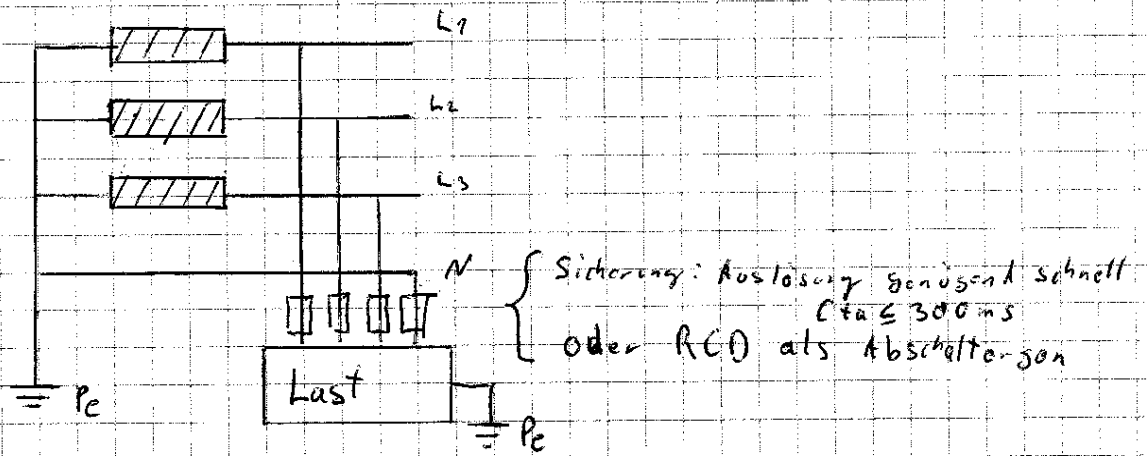 L1
L2
L3
N
Sicherung: Auslösung genügend schnell
(ta ≤ 300 ms
oder RCD als Abschaltorgan
Last
Pe
Pe